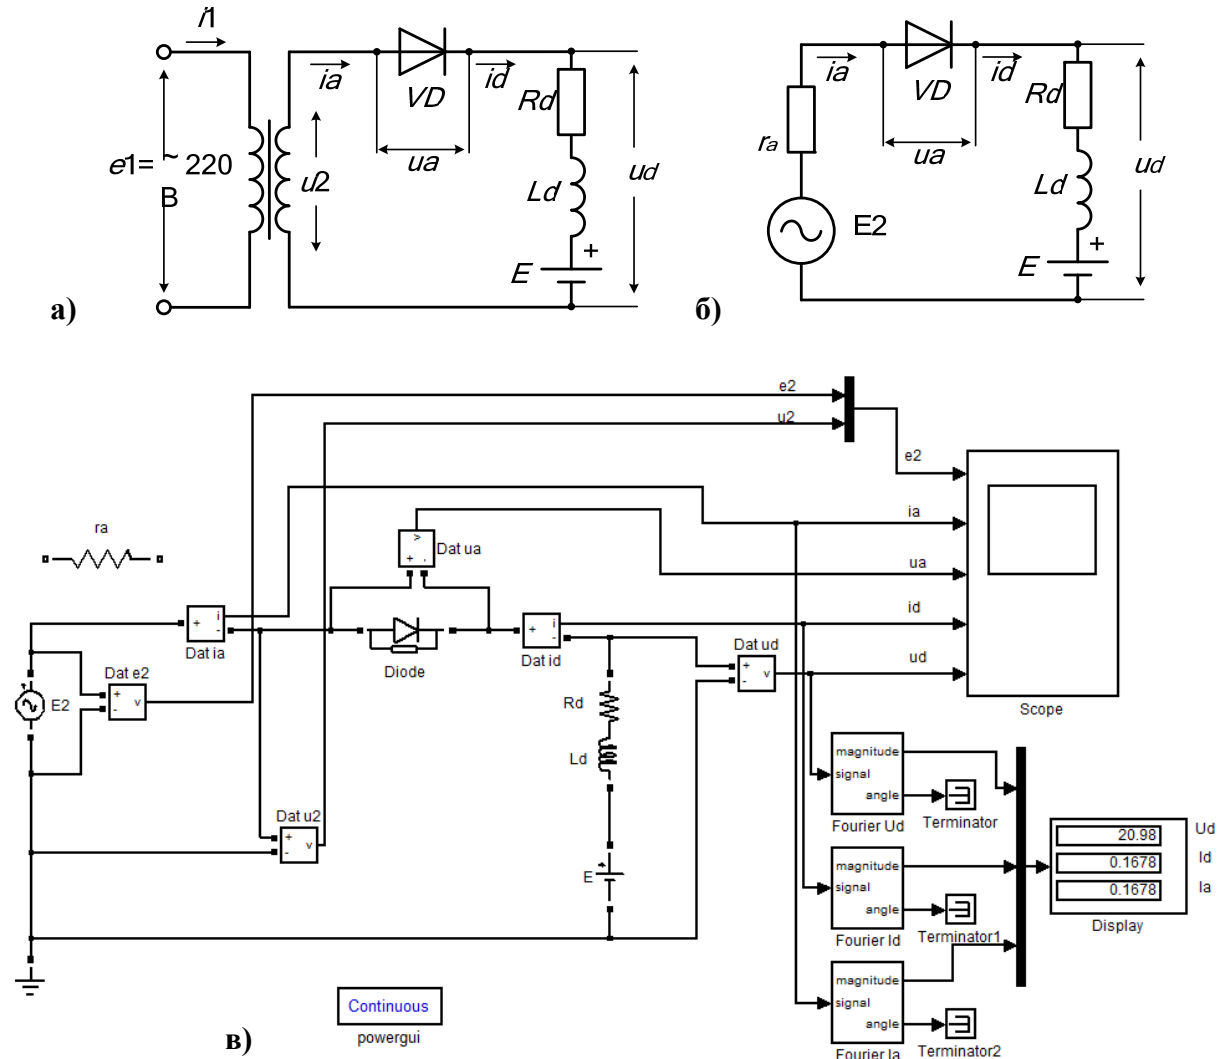 i1
ia
VD
id
Rd
e1= ~ 220
В
u2
ua
Ld
ud
E
+
а)
ia
VD
id
Rd
ra
ua
Ld
ud
E2
E
+
б)
e2
u2
e2
ra
ia
Dat ua
ua
id
Dat ia
Diode
Dat id
Dat ud
ud
Dat e2
E2
Rd
Scope
Ld
magnitude
signal
angle
Fourier Ud
Terminator
Dat u2
E
20.98
Ud
0.1678
Id
0.1678
Ia
Display
magnitude
signal
angle
Fourier Id
Terminator1
magnitude
signal
angle
Fourier Ia
Terminator2
Continuous
powergui
в)